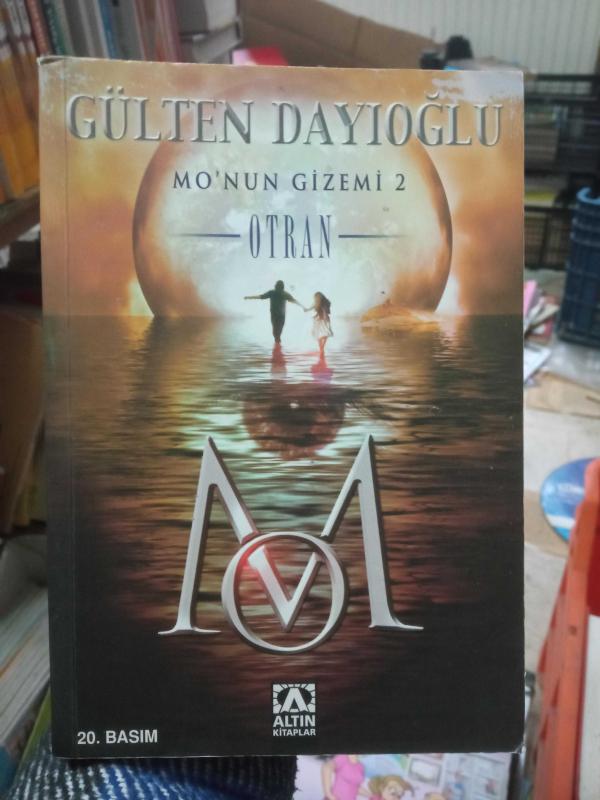 GÜLTEN DAYIOĞLU
MO'NUN GİZEMİ 2
OTRAN
MO
ALTIN
KİTAPLAR
20. BASIM